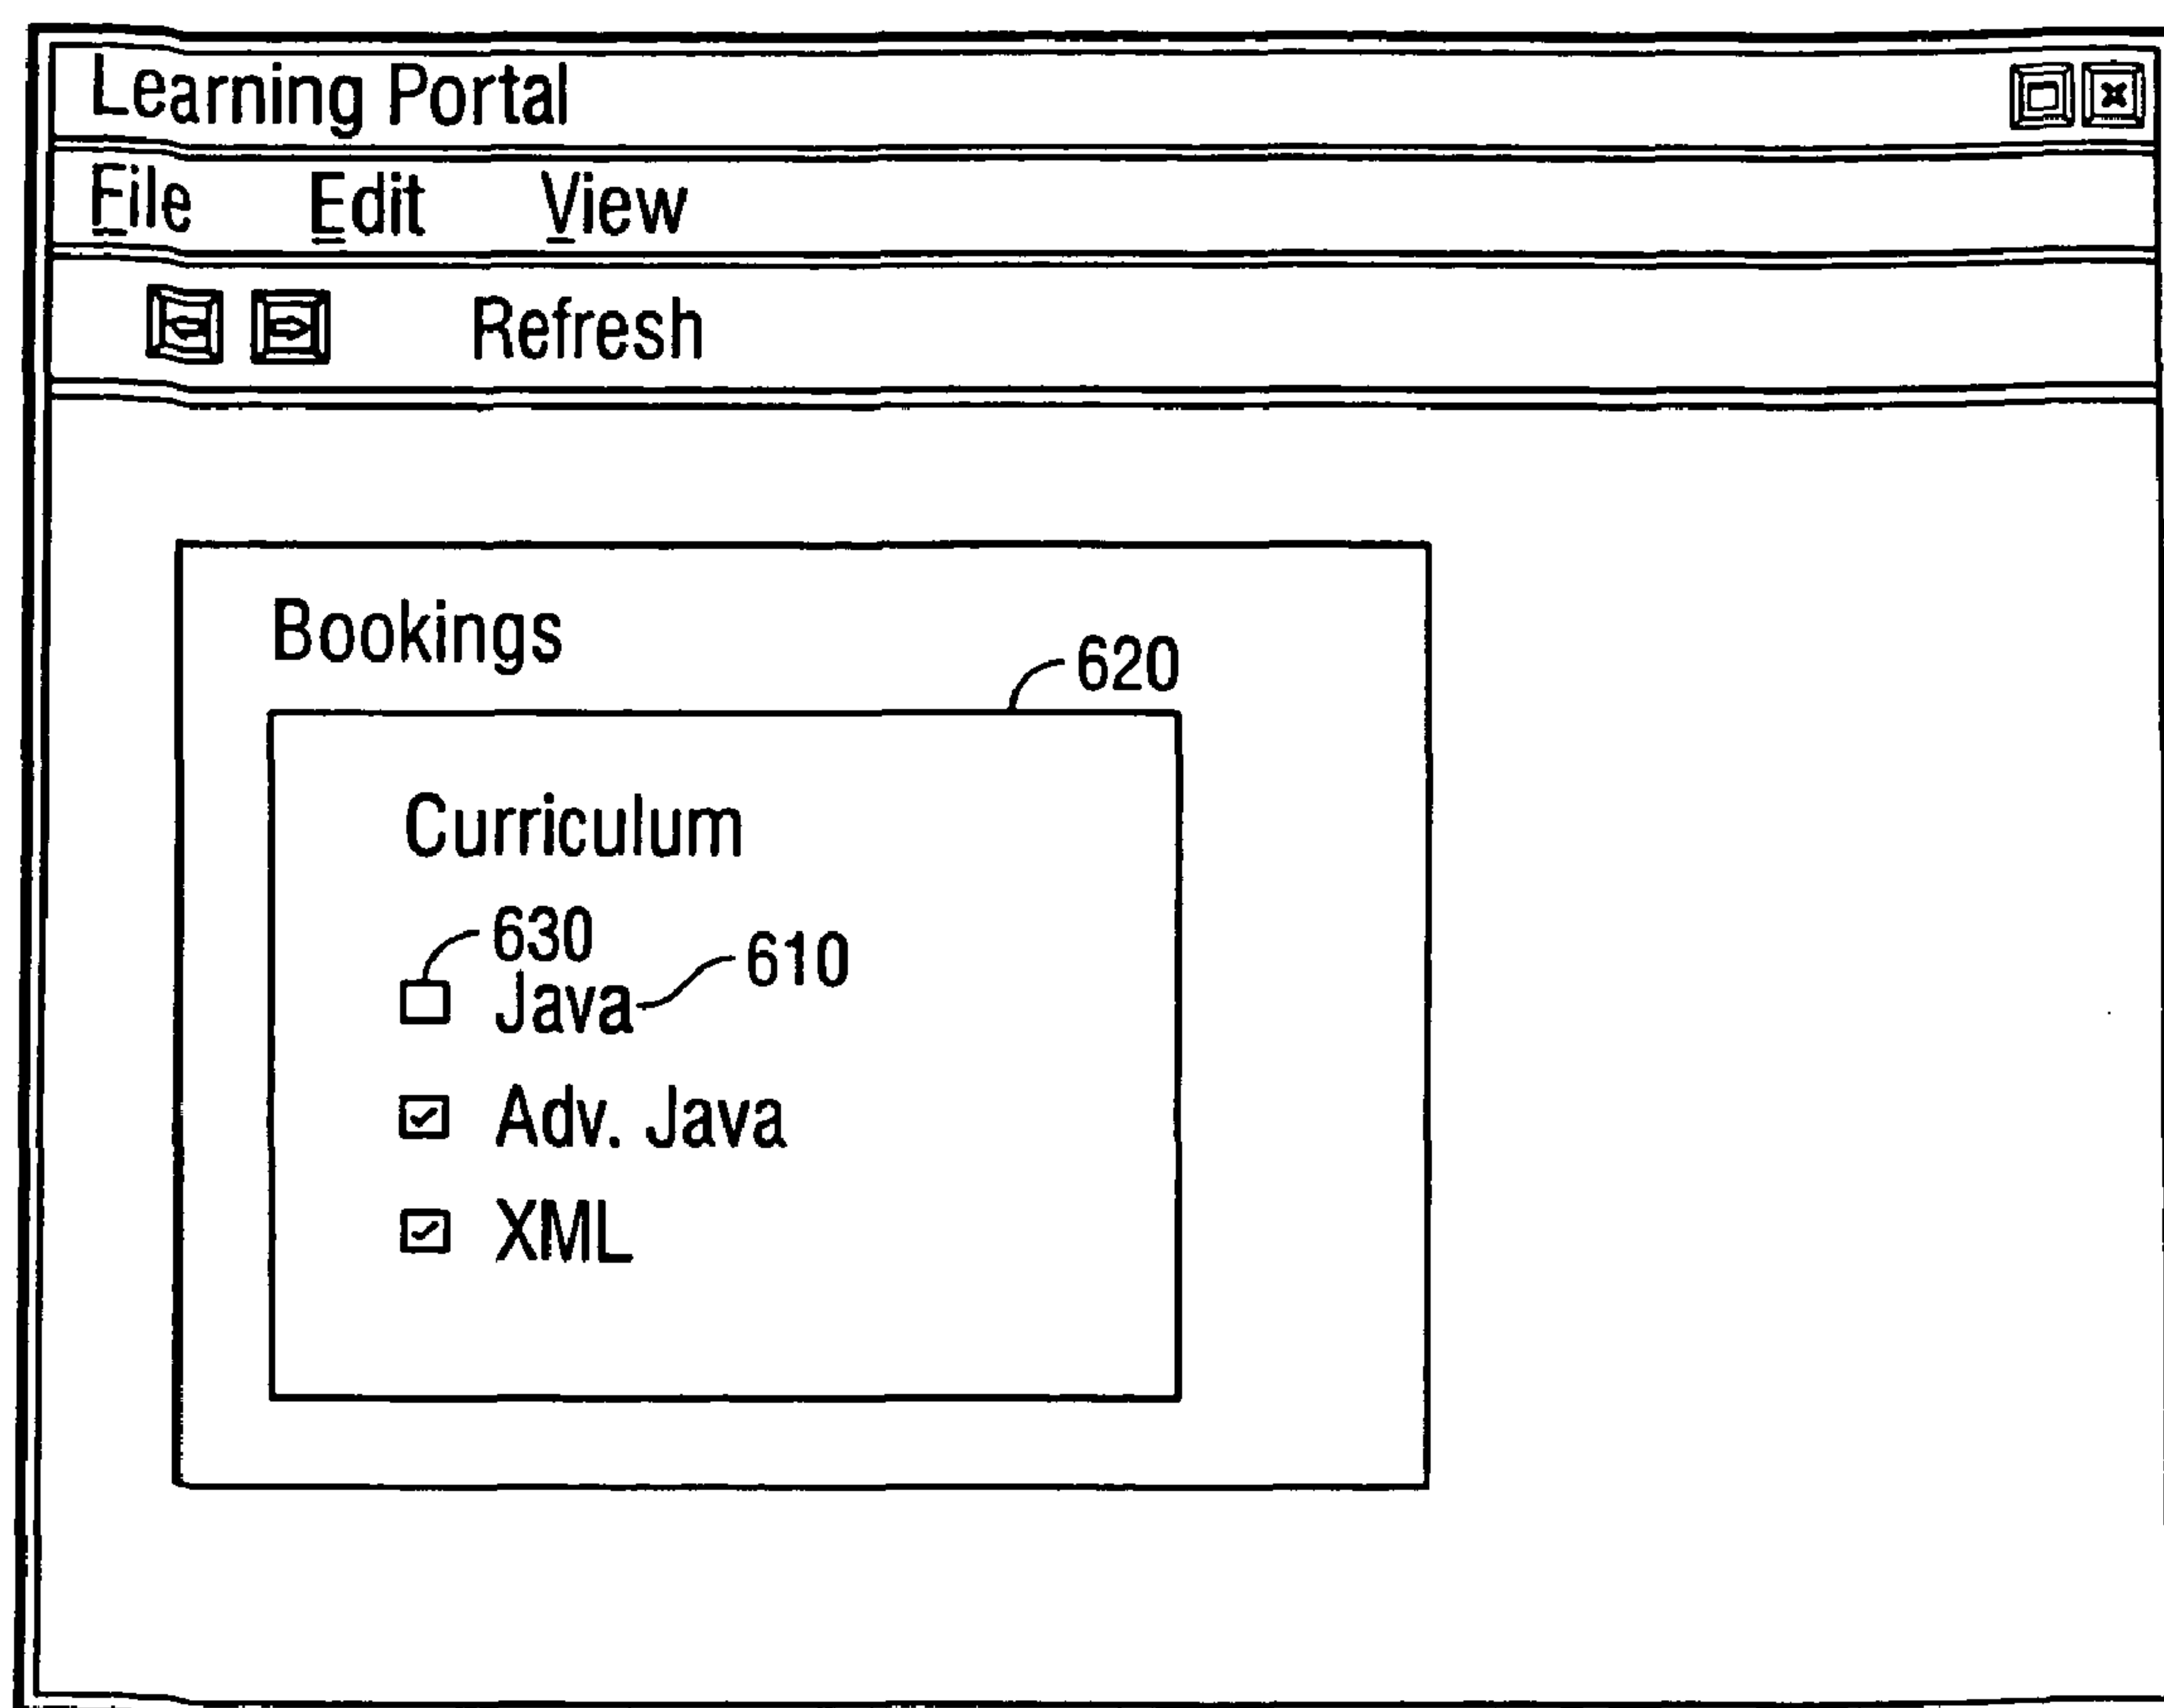 Learning Portal
File Edit View
Refresh
Bookings
620
Curriculum
630
610
Java
Adv. Java
XML